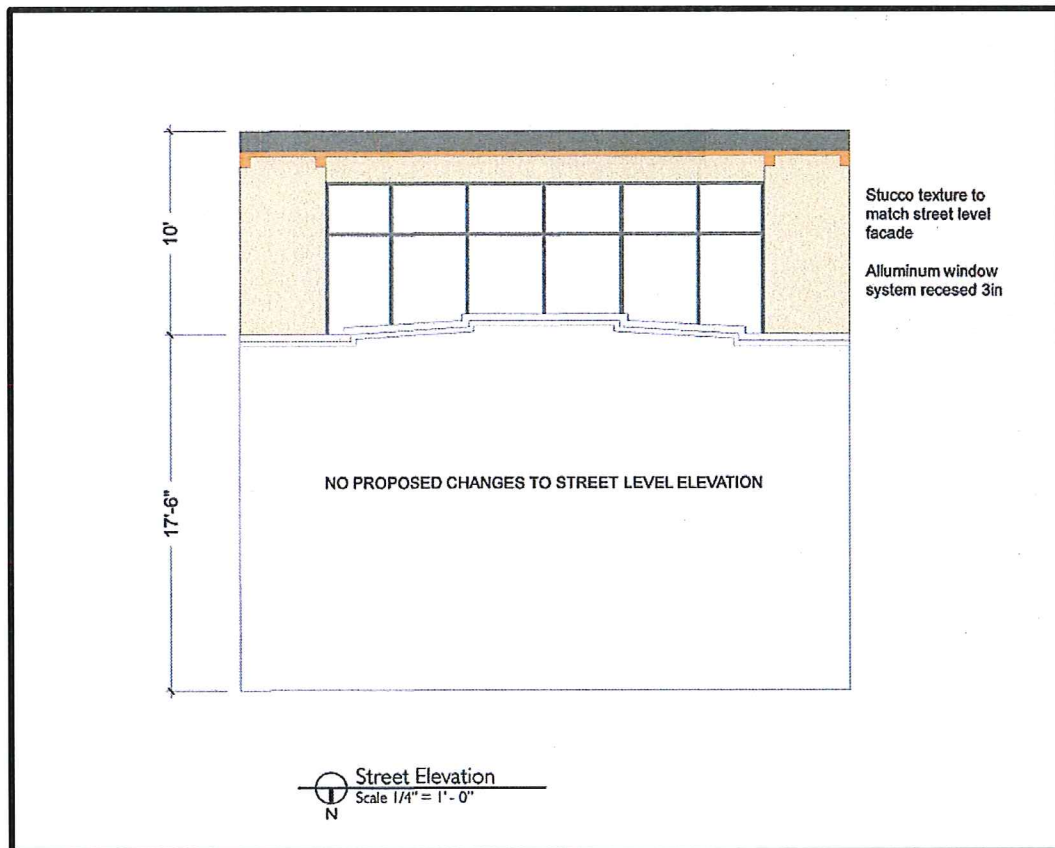 10'
Stucco texture to
match street level
facade
Alluminum window
system recesed 3in
17'-6"
NO PROPOSED CHANGES TO STREET LEVEL ELEVATION
Street Elevation
Scale 1/4" = 1'- 0"
N